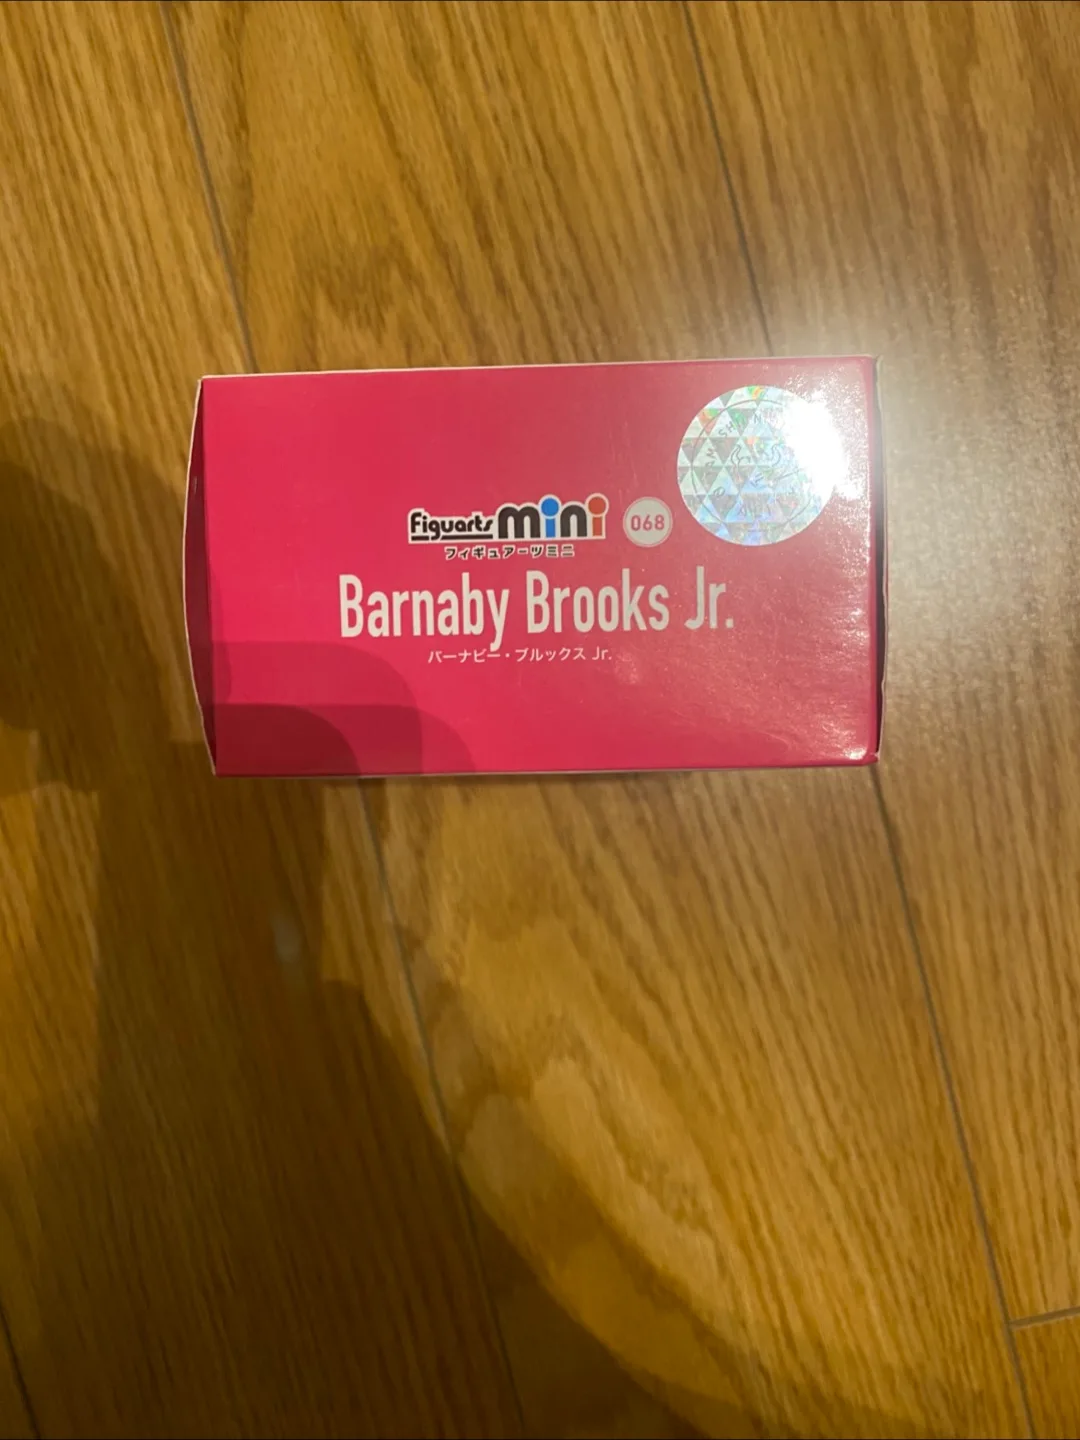 Figuarts mini 068
フィギュアーツミニ
Barnaby Brooks Jr.
バーナビー・ブルックス Jr.